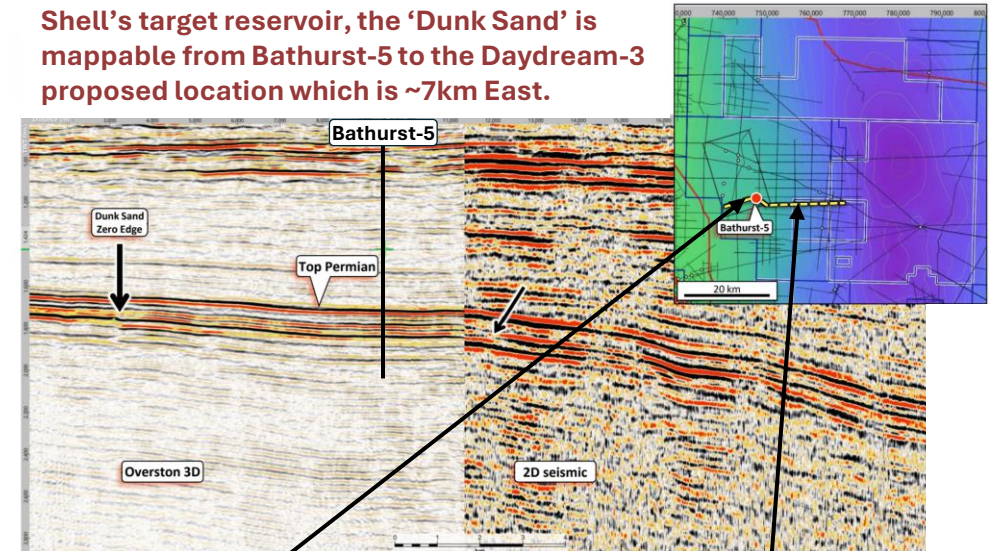 Shell's target reservoir, the ‘Dunk Sand’ is
mappable from Bathurst-5 to the Daydream-3
proposed location which is ~7km East.
740,000 750,000 760,000 770,000 780,000 790,000
Bathurst-5
Dunk Sand
Zero Edge
Top Permian
Bathurst-5
20 km
Overston 3D
2D seismic